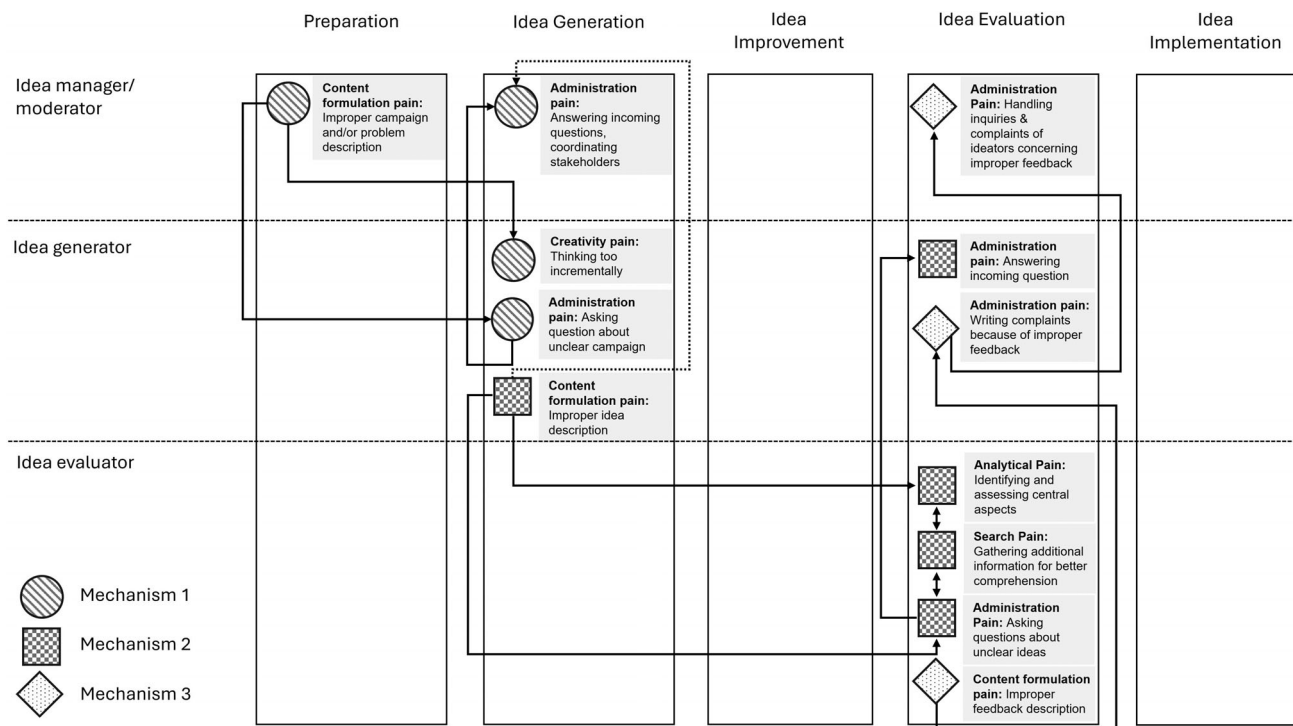 Preparation
Idea Generation
Idea
Improvement
Idea Evaluation
Idea
Implementation
Idea manager/
moderator
Content
formulation pain:
Improper campaign
and/or problem
description
Administration
pain:
Answering incoming
questions,
coordinating
stakeholders
Administration
Pain: Handling
inquiries &
complaints of
ideators concerning
improper feedback
Idea generator
Creativity pain:
Thinking too
incrementally
Administration
pain: Asking
question about
unclear campaign
Content
formulation pain:
Improper idea
description
Administration
pain: Answering
incoming question
Administration pain:
Writing complaints
because of improper
feedback
Idea evaluator
Analytical Pain:
Identifying and
assessing central
aspects
Search Pain:
Gathering additional
information for better
comprehension
Administration
Pain: Asking
questions about
unclear ideas
Content formulation
pain: Improper
feedback description
Mechanism 1
Mechanism 2
Mechanism 3